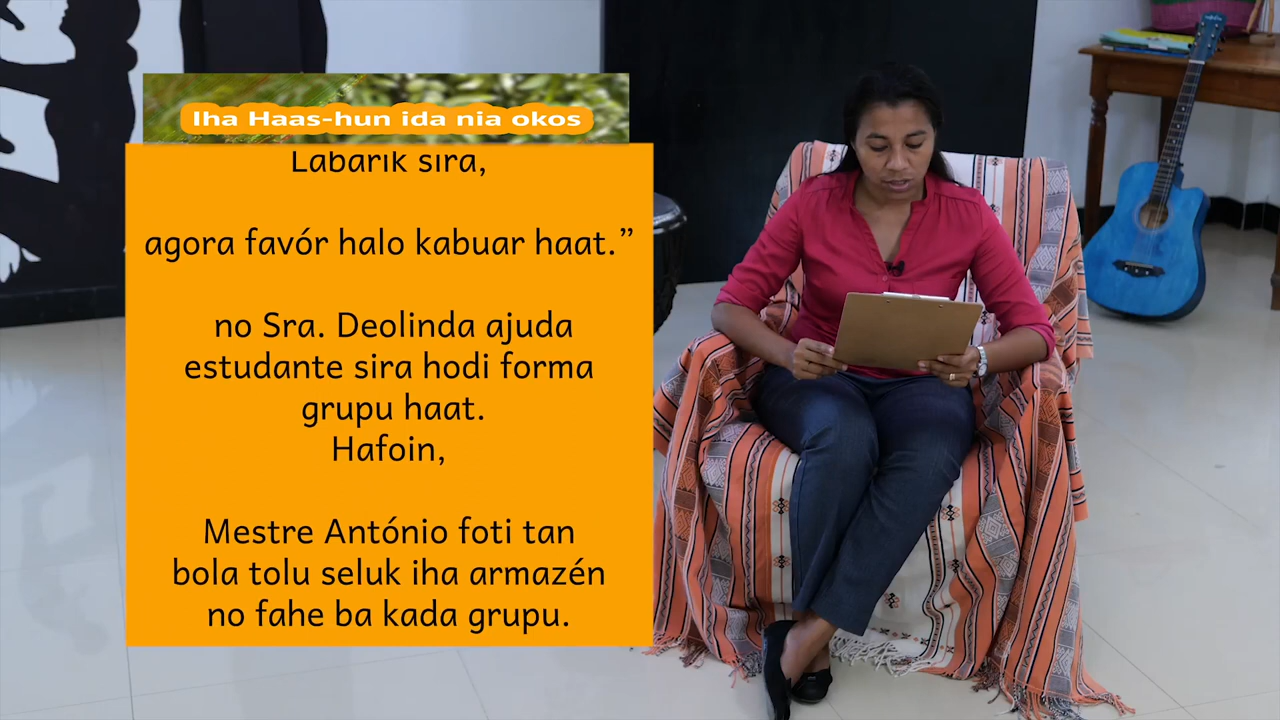 Iha Haas-hun ida nia okos
Labarik sira,
agora favór halo kabuar haat.”
no Sra. Deolinda ajuda
estudante sira hodi forma
grupu haat.
Hafoin,
Mestre António foti tan
bola tolu seluk iha armazén
no fahe ba kada grupu.